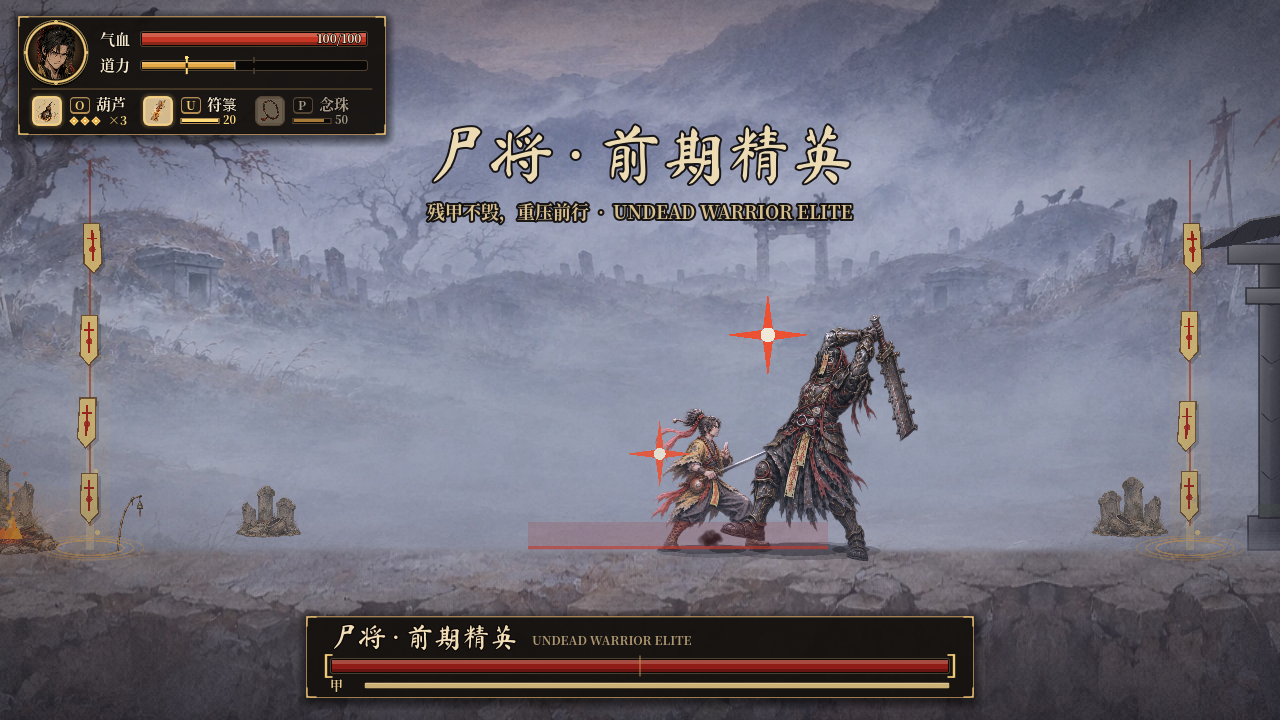 气血 100/100
道力
O 葫芦 ×3
U 符箓 20
P 念珠 50
尸将·前期精英
残甲不毁，重压前行 · UNDEAD WARRIOR ELITE
尸将·前期精英 UNDEAD WARRIOR ELITE
甲